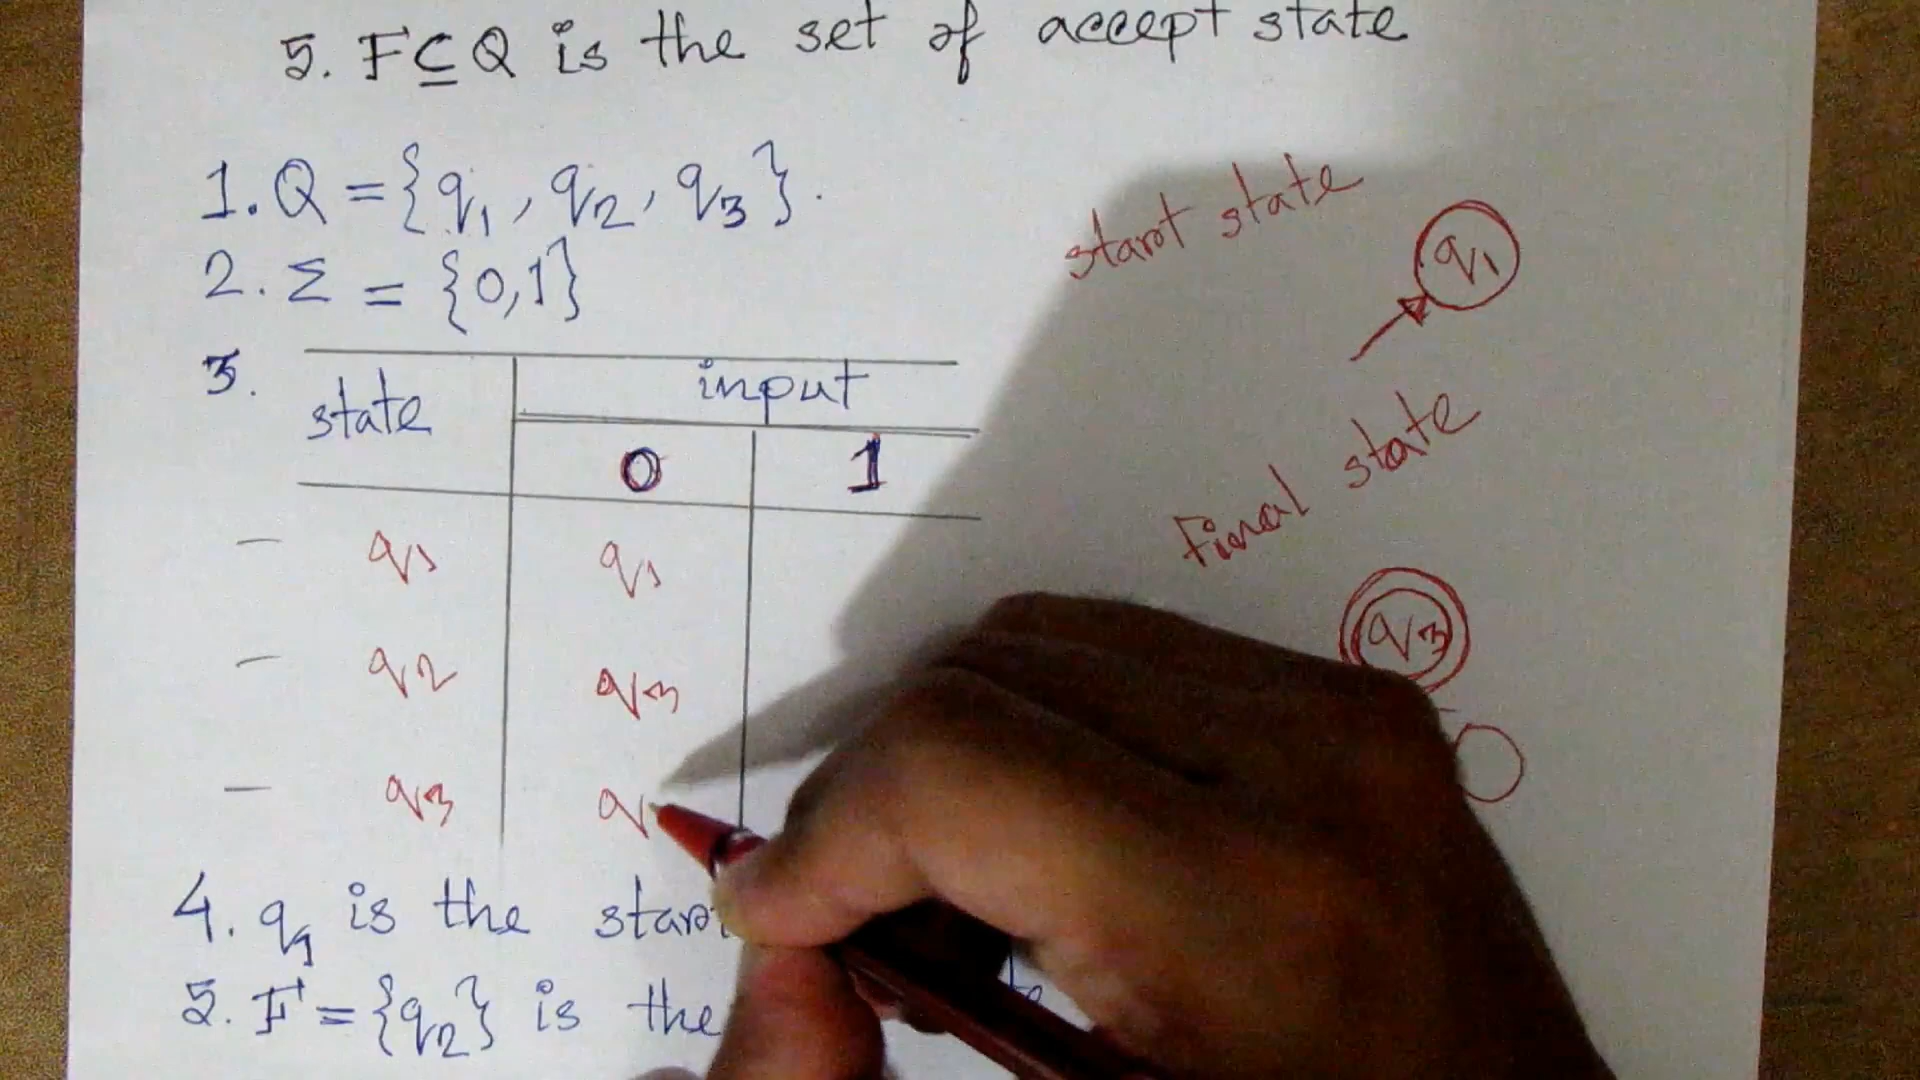 5. F⊆Q is the set of accept state
1. Q = {q1, q2, q3}.
2. Σ = {0,1}
start state
q1
3.
state
input
0 1
Final state
q1 q1
q2 q3
q3 q
q3
4. q1 is the start
5. F = {q2} is the